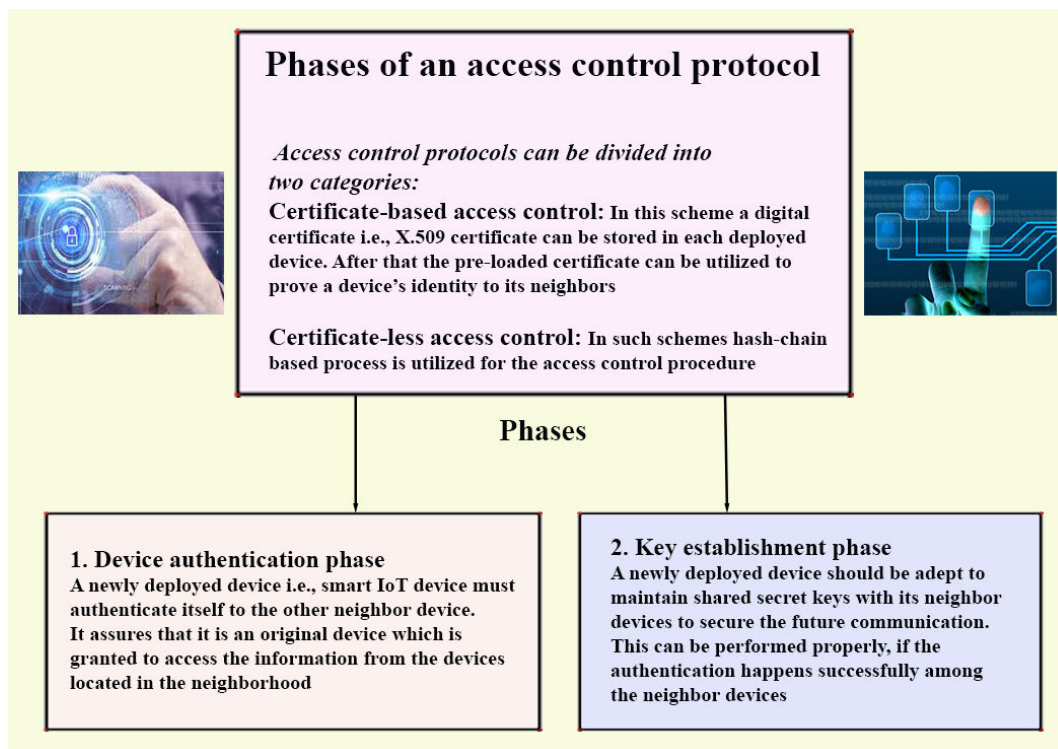 Phases of an access control protocol
Access control protocols can be divided into
two categories:
Certificate-based access control: In this scheme a digital
certificate i.e., X.509 certificate can be stored in each deployed
device. After that the pre-loaded certificate can be utilized to
prove a device's identity to its neighbors
Certificate-less access control: In such schemes hash-chain
based process is utilized for the access control procedure
SCANNING
Phases
1. Device authentication phase
A newly deployed device i.e., smart IoT device must
authenticate itself to the other neighbor device.
It assures that it is an original device which is
granted to access the information from the devices
located in the neighborhood
2. Key establishment phase
A newly deployed device should be adept to
maintain shared secret keys with its neighbor
devices to secure the future communication.
This can be performed properly, if the
authentication happens successfully among
the neighbor devices